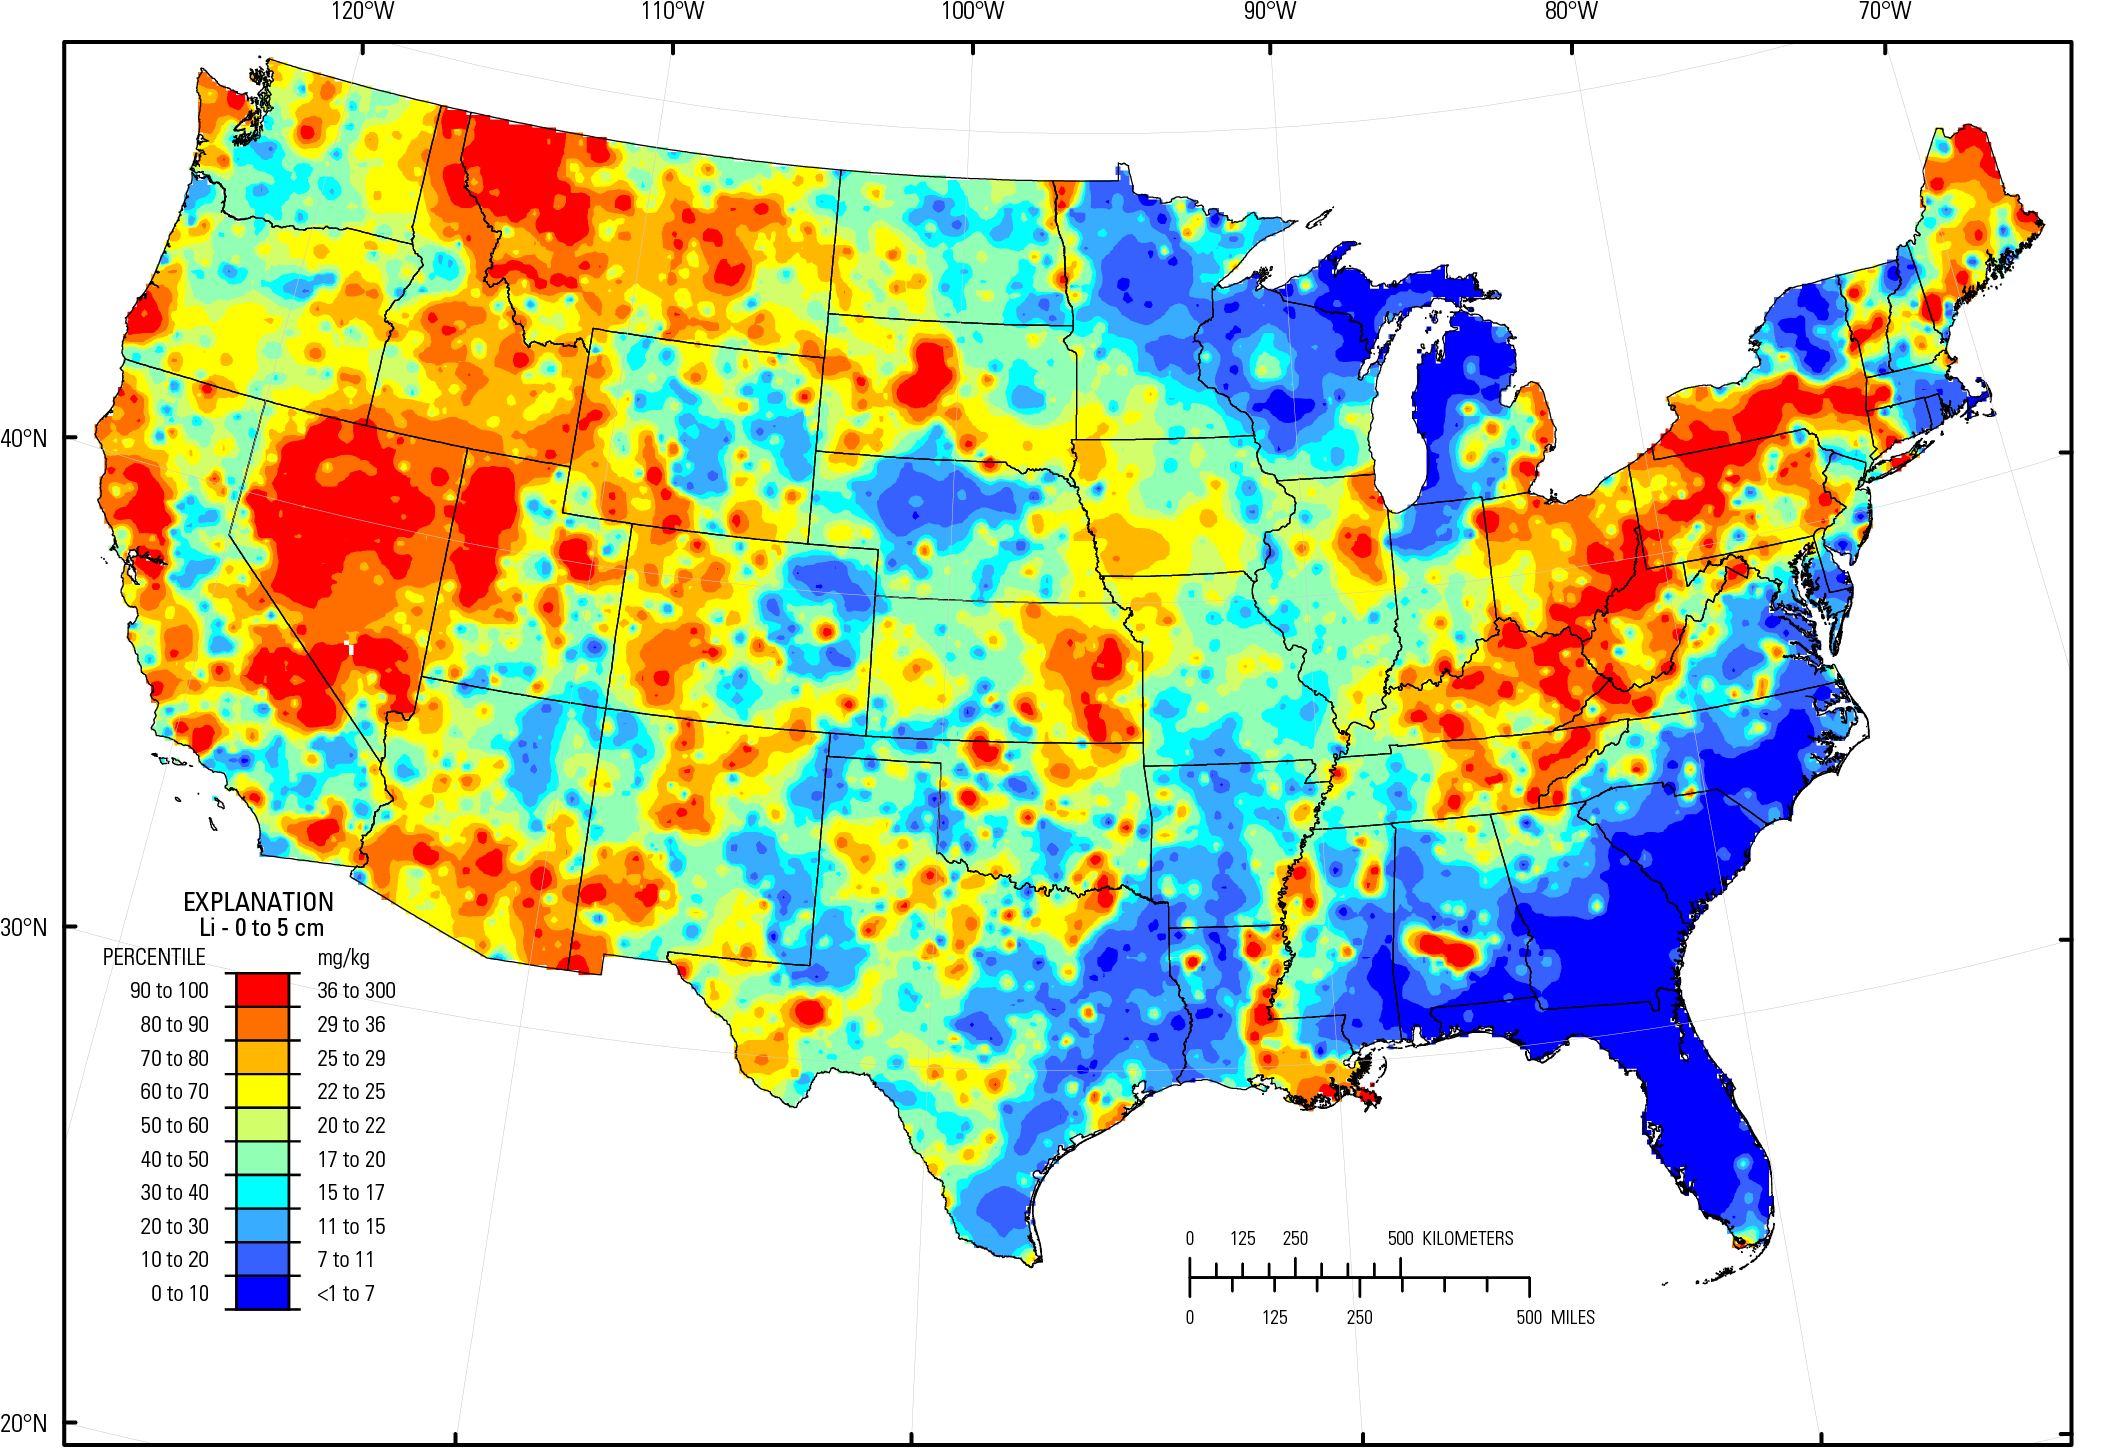 120°W 110°W 100°W 90°W 80°W 70°W
40°N
30°N
20°N
EXPLANATION
Li - 0 to 5 cm
PERCENTILE mg/kg
90 to 100 36 to 300
80 to 90 29 to 36
70 to 80 25 to 29
60 to 70 22 to 25
50 to 60 20 to 22
40 to 50 17 to 20
30 to 40 15 to 17
20 to 30 11 to 15
10 to 20 7 to 11
0 to 10 <1 to 7
0 125 250 500 KILOMETERS
0 125 250 500 MILES